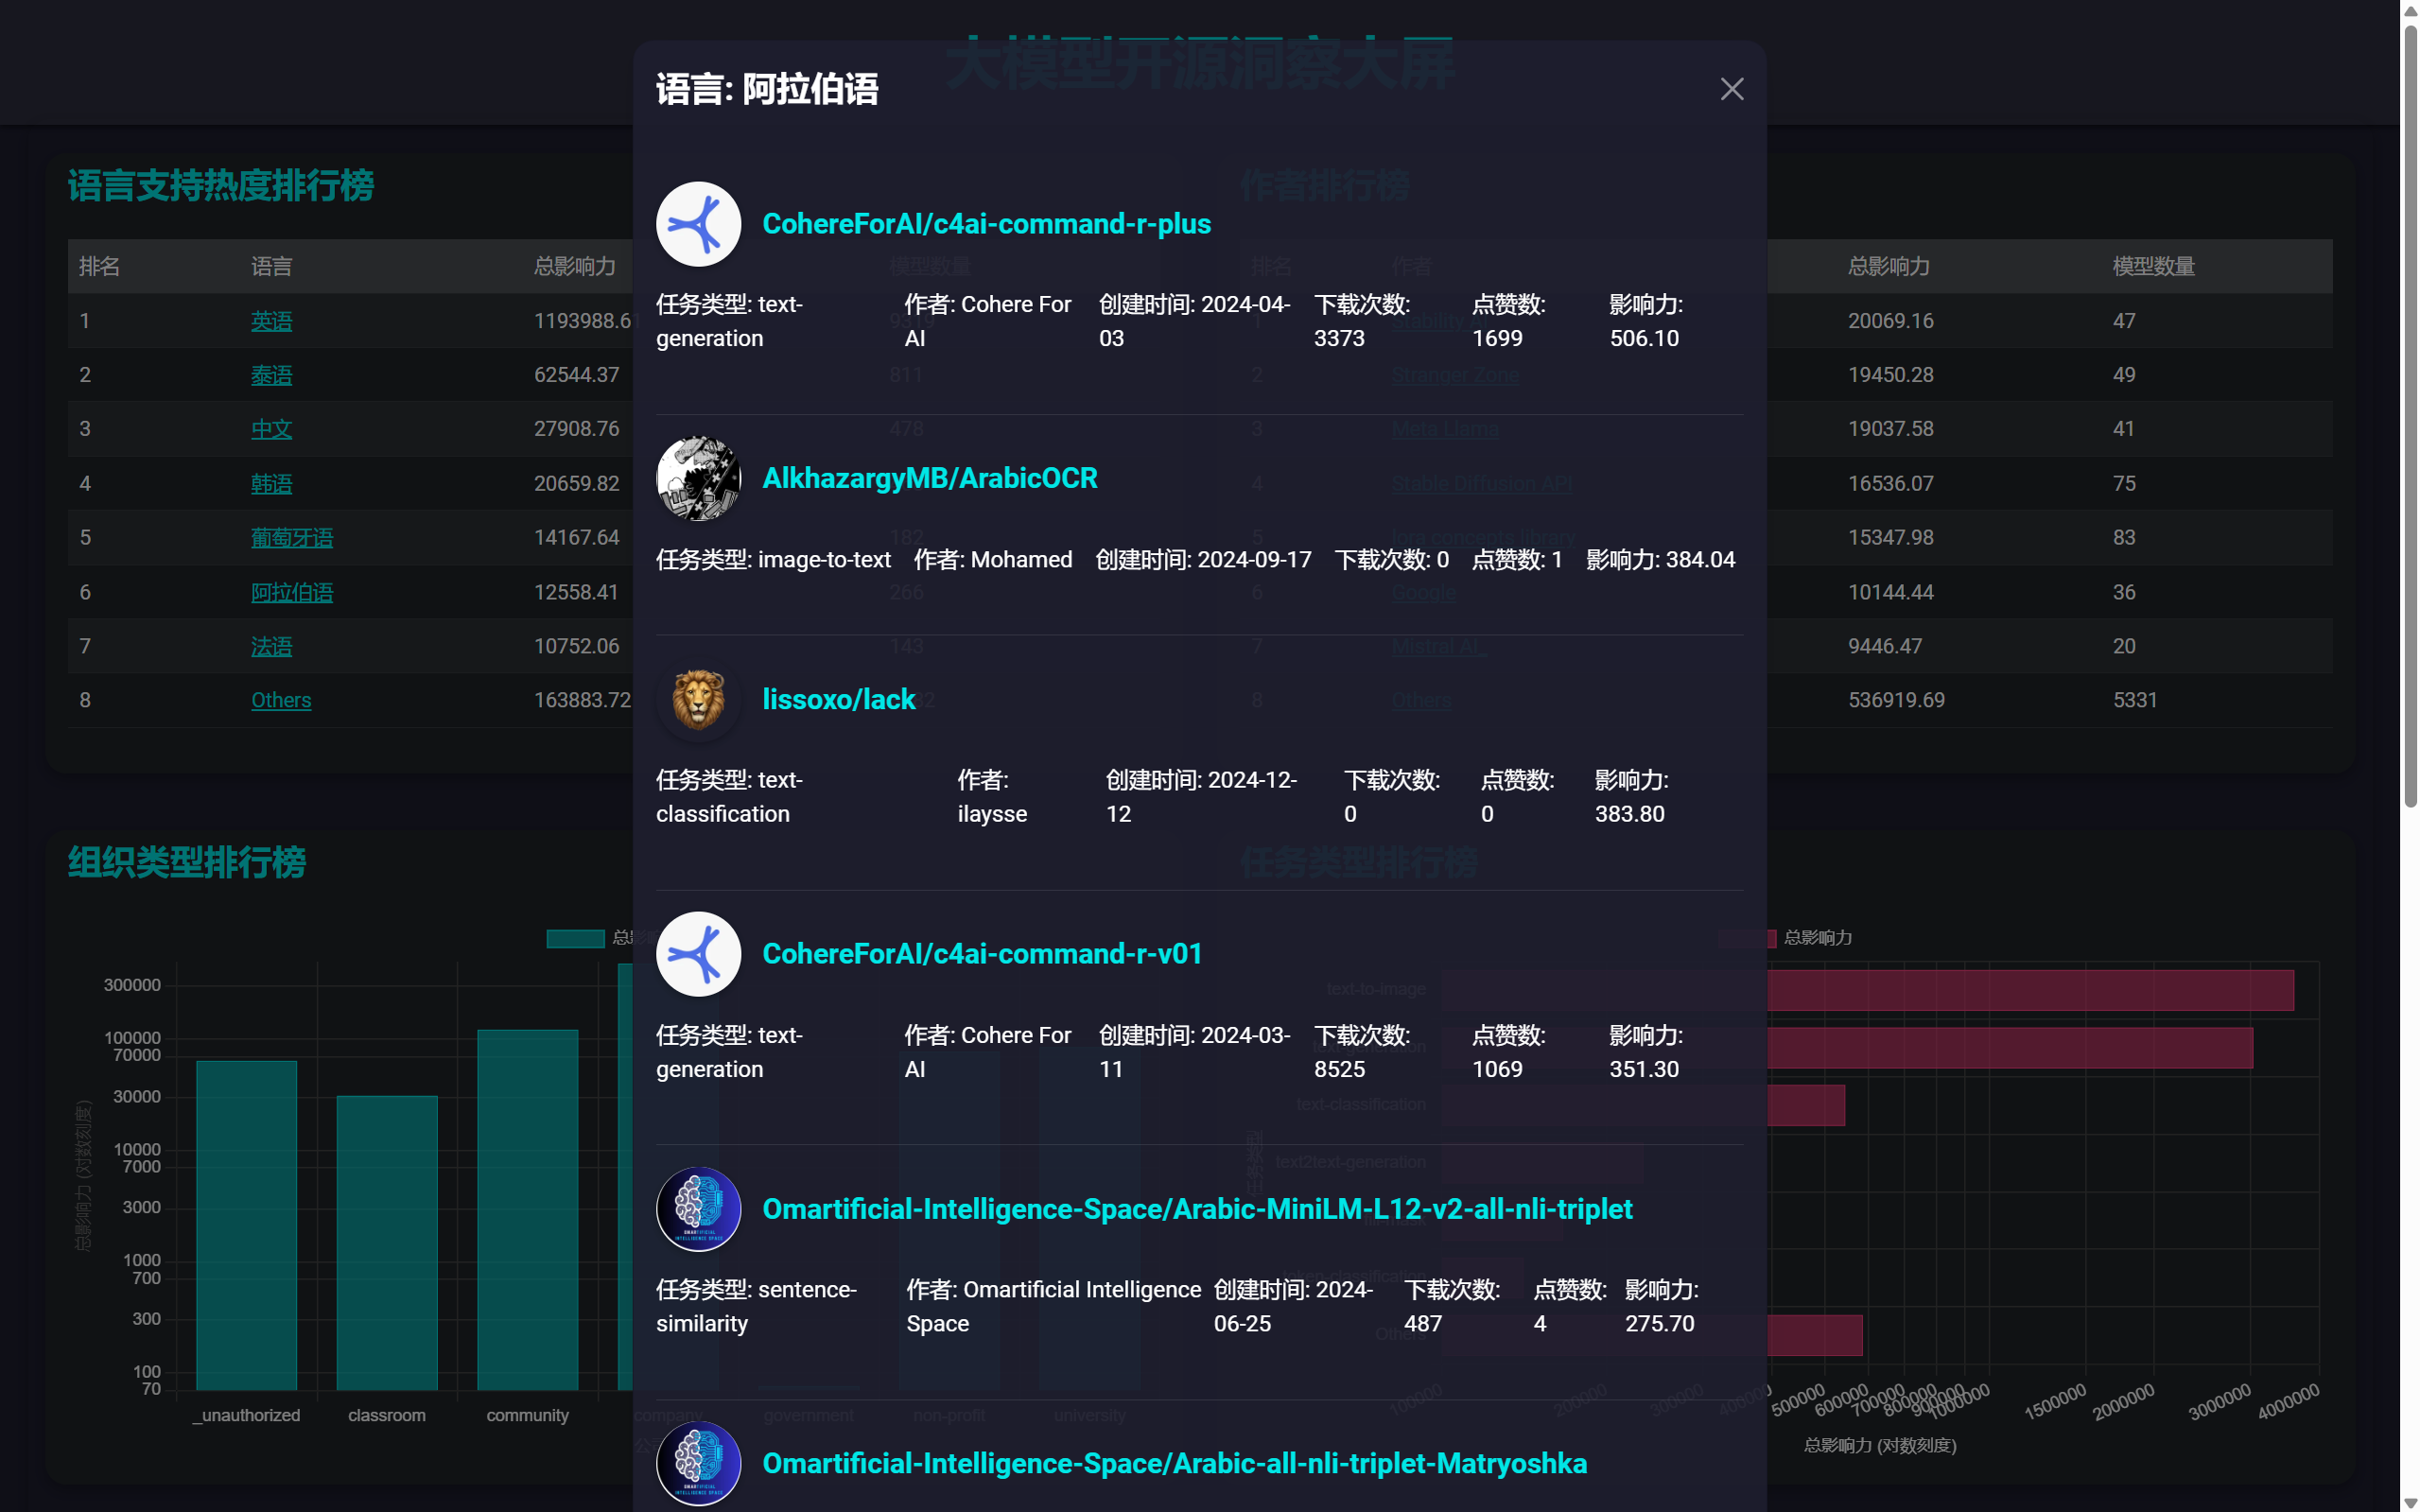 大模型开源洞察大屏
语言: 阿拉伯语
CohereForAI/c4ai-command-r-plus
任务类型: text-generation
作者: Cohere For AI
创建时间: 2024-04-03
下载次数: 3373
点赞数: 1699
影响力: 506.10
AlkhazargyMB/ArabicOCR
任务类型: image-to-text
作者: Mohamed
创建时间: 2024-09-17
下载次数: 0
点赞数: 1
影响力: 384.04
lissoxo/lack
任务类型: text-classification
作者: ilaysse
创建时间: 2024-12-12
下载次数: 0
点赞数: 0
影响力: 383.80
CohereForAI/c4ai-command-r-v01
任务类型: text-generation
作者: Cohere For AI
创建时间: 2024-03-11
下载次数: 8525
点赞数: 1069
影响力: 351.30
Omartificial-Intelligence-Space/Arabic-MiniLM-L12-v2-all-nli-triplet
任务类型: sentence-similarity
作者: Omartificial Intelligence Space
创建时间: 2024-06-25
下载次数: 487
点赞数: 4
影响力: 275.70
Omartificial-Intelligence-Space/Arabic-all-nli-triplet-Matryoshka
语言支持热度排行榜
排名 语言 总影响力 模型数量
1 英语 1193988.61
2 泰语 62544.37 811
3 中文 27908.76 478
4 韩语 20659.82
5 葡萄牙语 14167.64 182
6 阿拉伯语 12558.41 266
7 法语 10752.06 143
8 Others 163883.72
作者排行榜
排名 作者 总影响力 模型数量
1 Stability 20069.16 47
2 Stranger Zone 19450.28 49
3 Meta Llama 19037.58 41
4 Stable Diffusion API 16536.07 75
5 lora concepts library 15347.98 83
6 Google 10144.44 36
7 Mistral AI_ 9446.47 20
8 Others 536919.69 5331
组织类型排行榜
总影
总影响力 (对数刻度)
300000
100000
70000
30000
10000
7000
3000
1000
700
300
100
70
_unauthorized classroom community company government non-profit university
任务类型排行榜
总影响力
任务类型
text-to-image
text-generation
text-classification
text2text-generation
Others
100000 200000 300000 400000 500000 600000 700000 800000 900000 1000000 1500000 2000000 3000000 4000000
总影响力 (对数刻度)